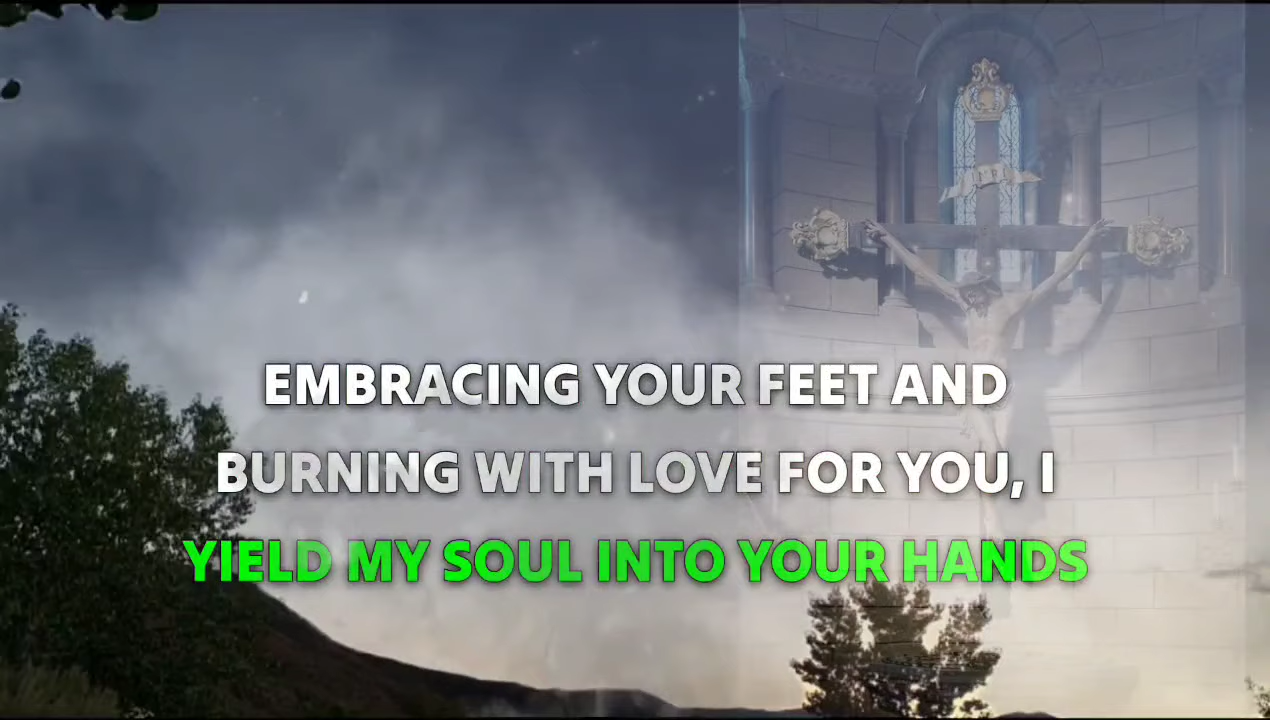 EMBRACING YOUR FEET AND
BURNING WITH LOVE FOR YOU, I
YIELD MY SOUL INTO YOUR HANDS